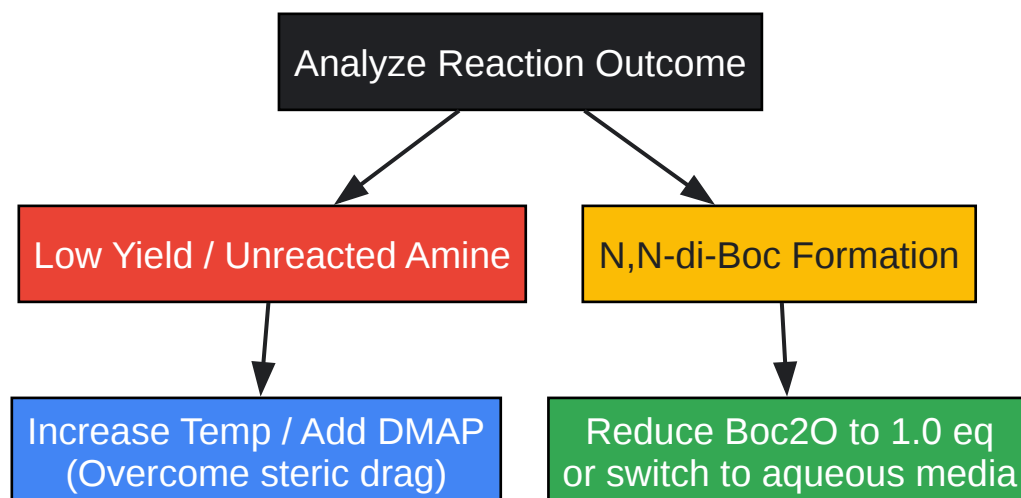 Analyze Reaction Outcome
Low Yield / Unreacted Amine
N,N-di-Boc Formation
Increase Temp / Add DMAP
(Overcome steric drag)
Reduce Boc2O to 1.0 eq
or switch to aqueous media